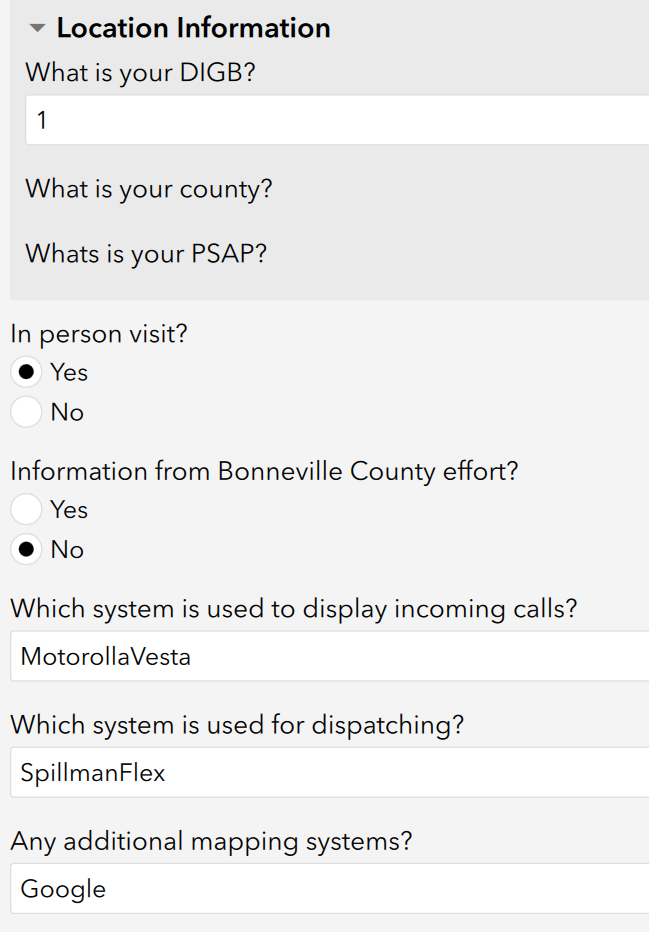 Location Information
What is your DIGB?
1
What is your county?
Whats is your PSAP?
In person visit?
Yes
No
Information from Bonneville County effort?
Yes
No
Which system is used to display incoming calls?
MotorollaVesta
Which system is used for dispatching?
SpillmanFlex
Any additional mapping systems?
Google